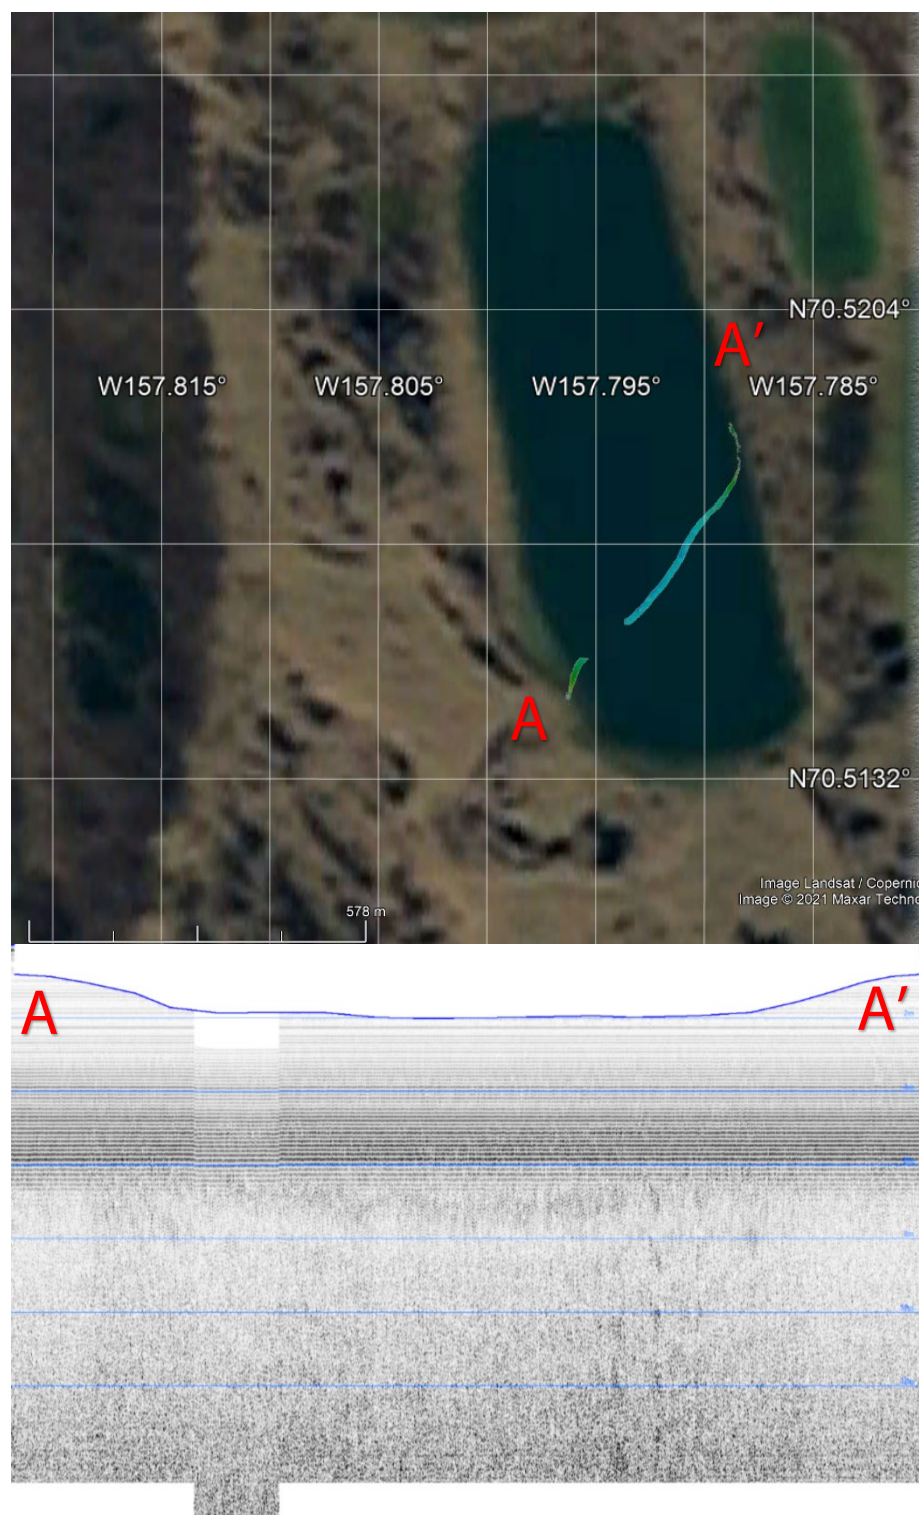 N70.5204°
A'
W157.815° W157.805° W157.795° W157.785°
A
N70.5132°
Image Landsat / Copernic
Image © 2021 Maxar Techno
578 m
A A'